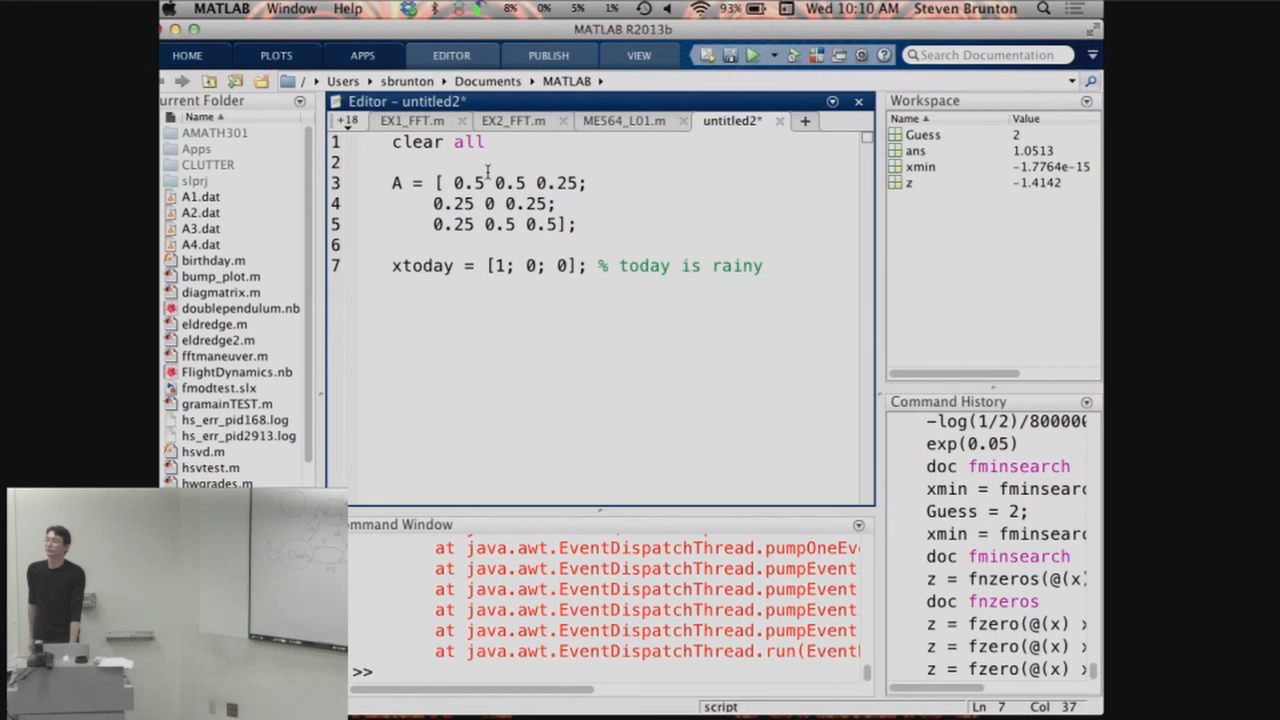 MATLAB Window Help 8% 0% 5% 1% 93% Wed 10:10 AM Steven Brunton
MATLAB R2013b
HOME PLOTS APPS EDITOR PUBLISH VIEW Search Documentation
/ Users sbrunton Documents MATLAB
urrent Folder
Name
AMATH301
Apps
CLUTTER
slprj
A1.dat
A2.dat
A3.dat
A4.dat
birthday.m
bump_plot.m
diagmatrix.m
doublependulum.nb
eldredge.m
eldredge2.m
fftmaneuver.m
FlightDynamics.nb
fmodtest.slx
gramainTEST.m
hs_err_pid168.log
hs_err_pid2913.log
hsvd.m
hsvtest.m
hwgrades.m
Editor - untitled2*
+18 EX1_FFT.m EX2_FFT.m ME564_L01.m untitled2*
1 clear all
2
3 A = [ 0.5 0.5 0.25;
4 0.25 0 0.25;
5 0.25 0.5 0.5];
6
7 xtoday = [1; 0; 0]; % today is rainy
ommand Window
at java.awt.EventDispatchThread.pumpOneEve
at java.awt.EventDispatchThread.pumpEvent
at java.awt.EventDispatchThread.pumpEvent
at java.awt.EventDispatchThread.pumpEvent
at java.awt.EventDispatchThread.pumpEvent
at java.awt.EventDispatchThread.run(Event
>>
Workspace
Name Value
Guess 2
ans 1.0513
xmin -1.7764e-15
z -1.4142
Command History
-log(1/2)/800000
exp(0.05)
doc fminsearch
xmin = fminsearc
Guess = 2;
xmin = fminsearc
doc fminsearch
z = fnzeros(@(x)
doc fnzeros
z = fzero(@(x) x
z = fzero(@(x) x
z = fzero(@(x) x
script Ln 7 Col 37